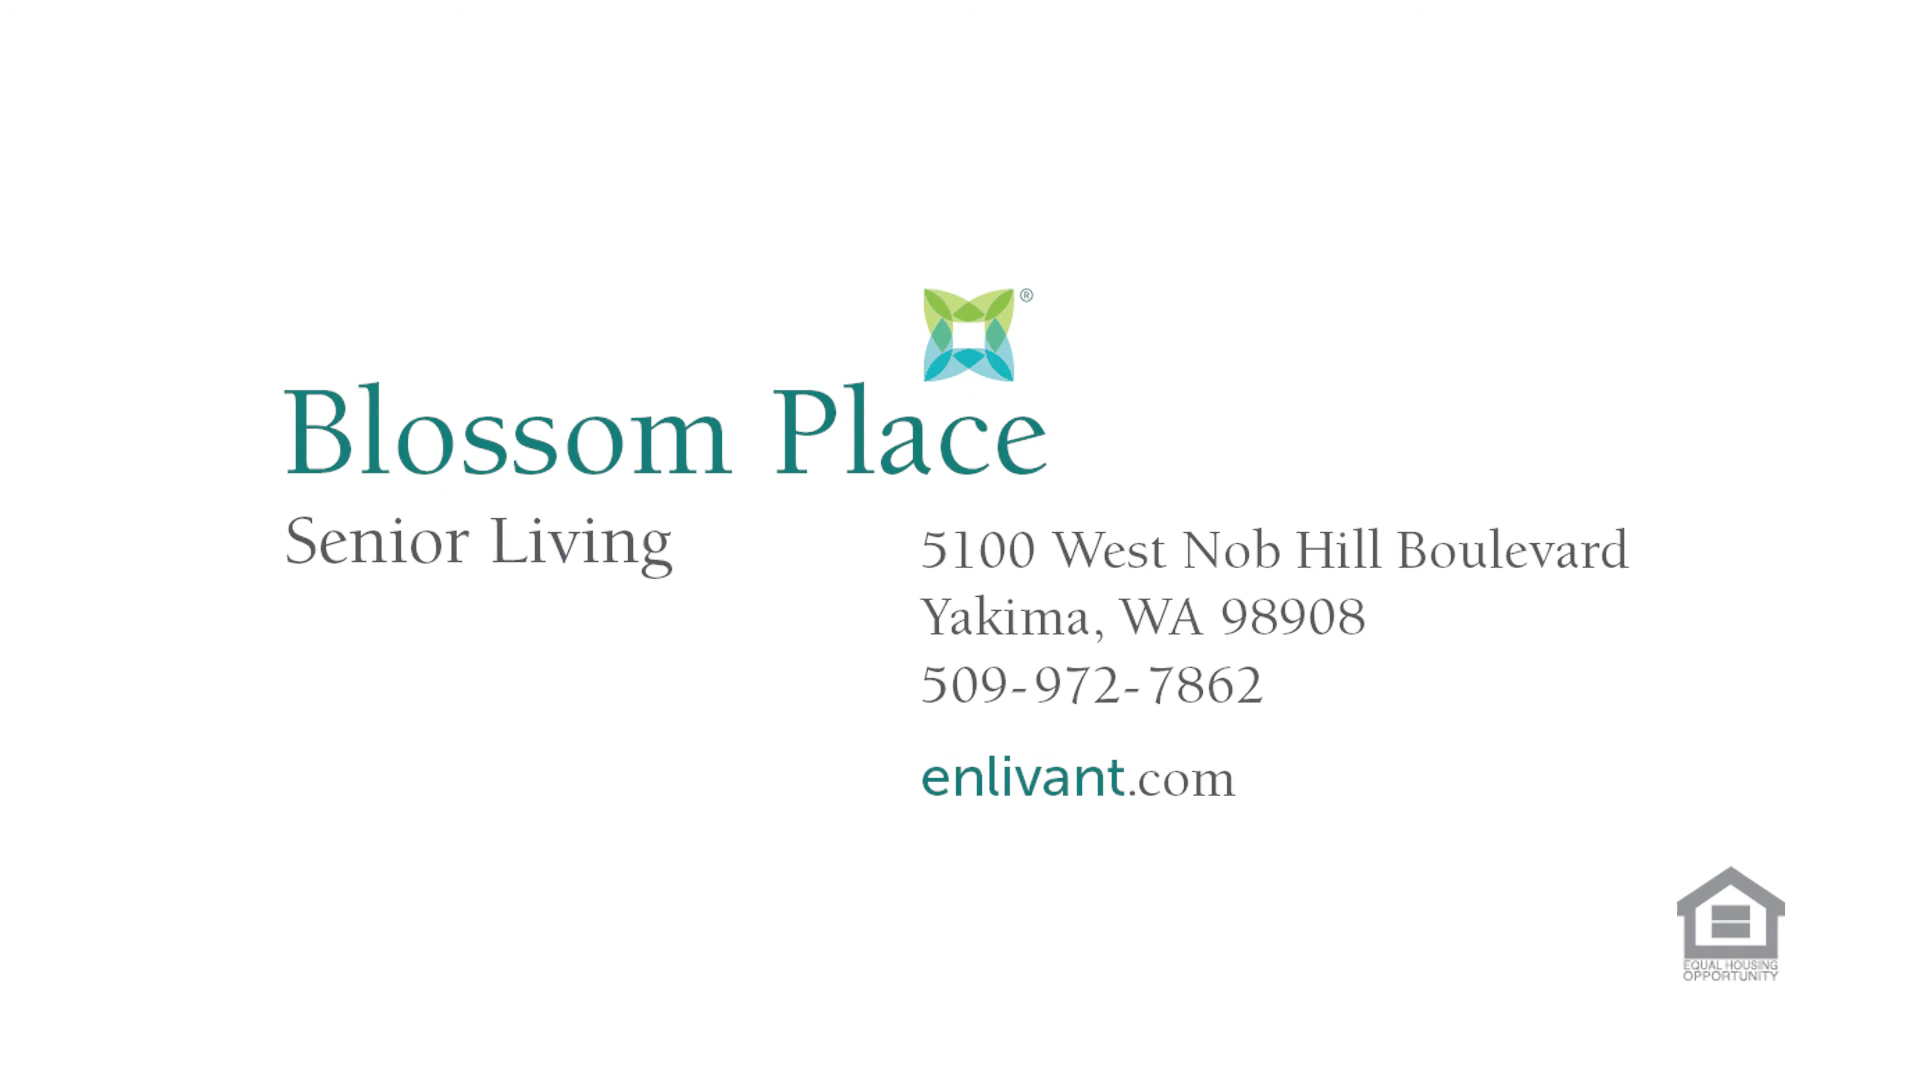 ®
Blossom Place
Senior Living
5100 West Nob Hill Boulevard
Yakima, WA 98908
509-972-7862
enlivant.com
EQUAL HOUSING
OPPORTUNITY